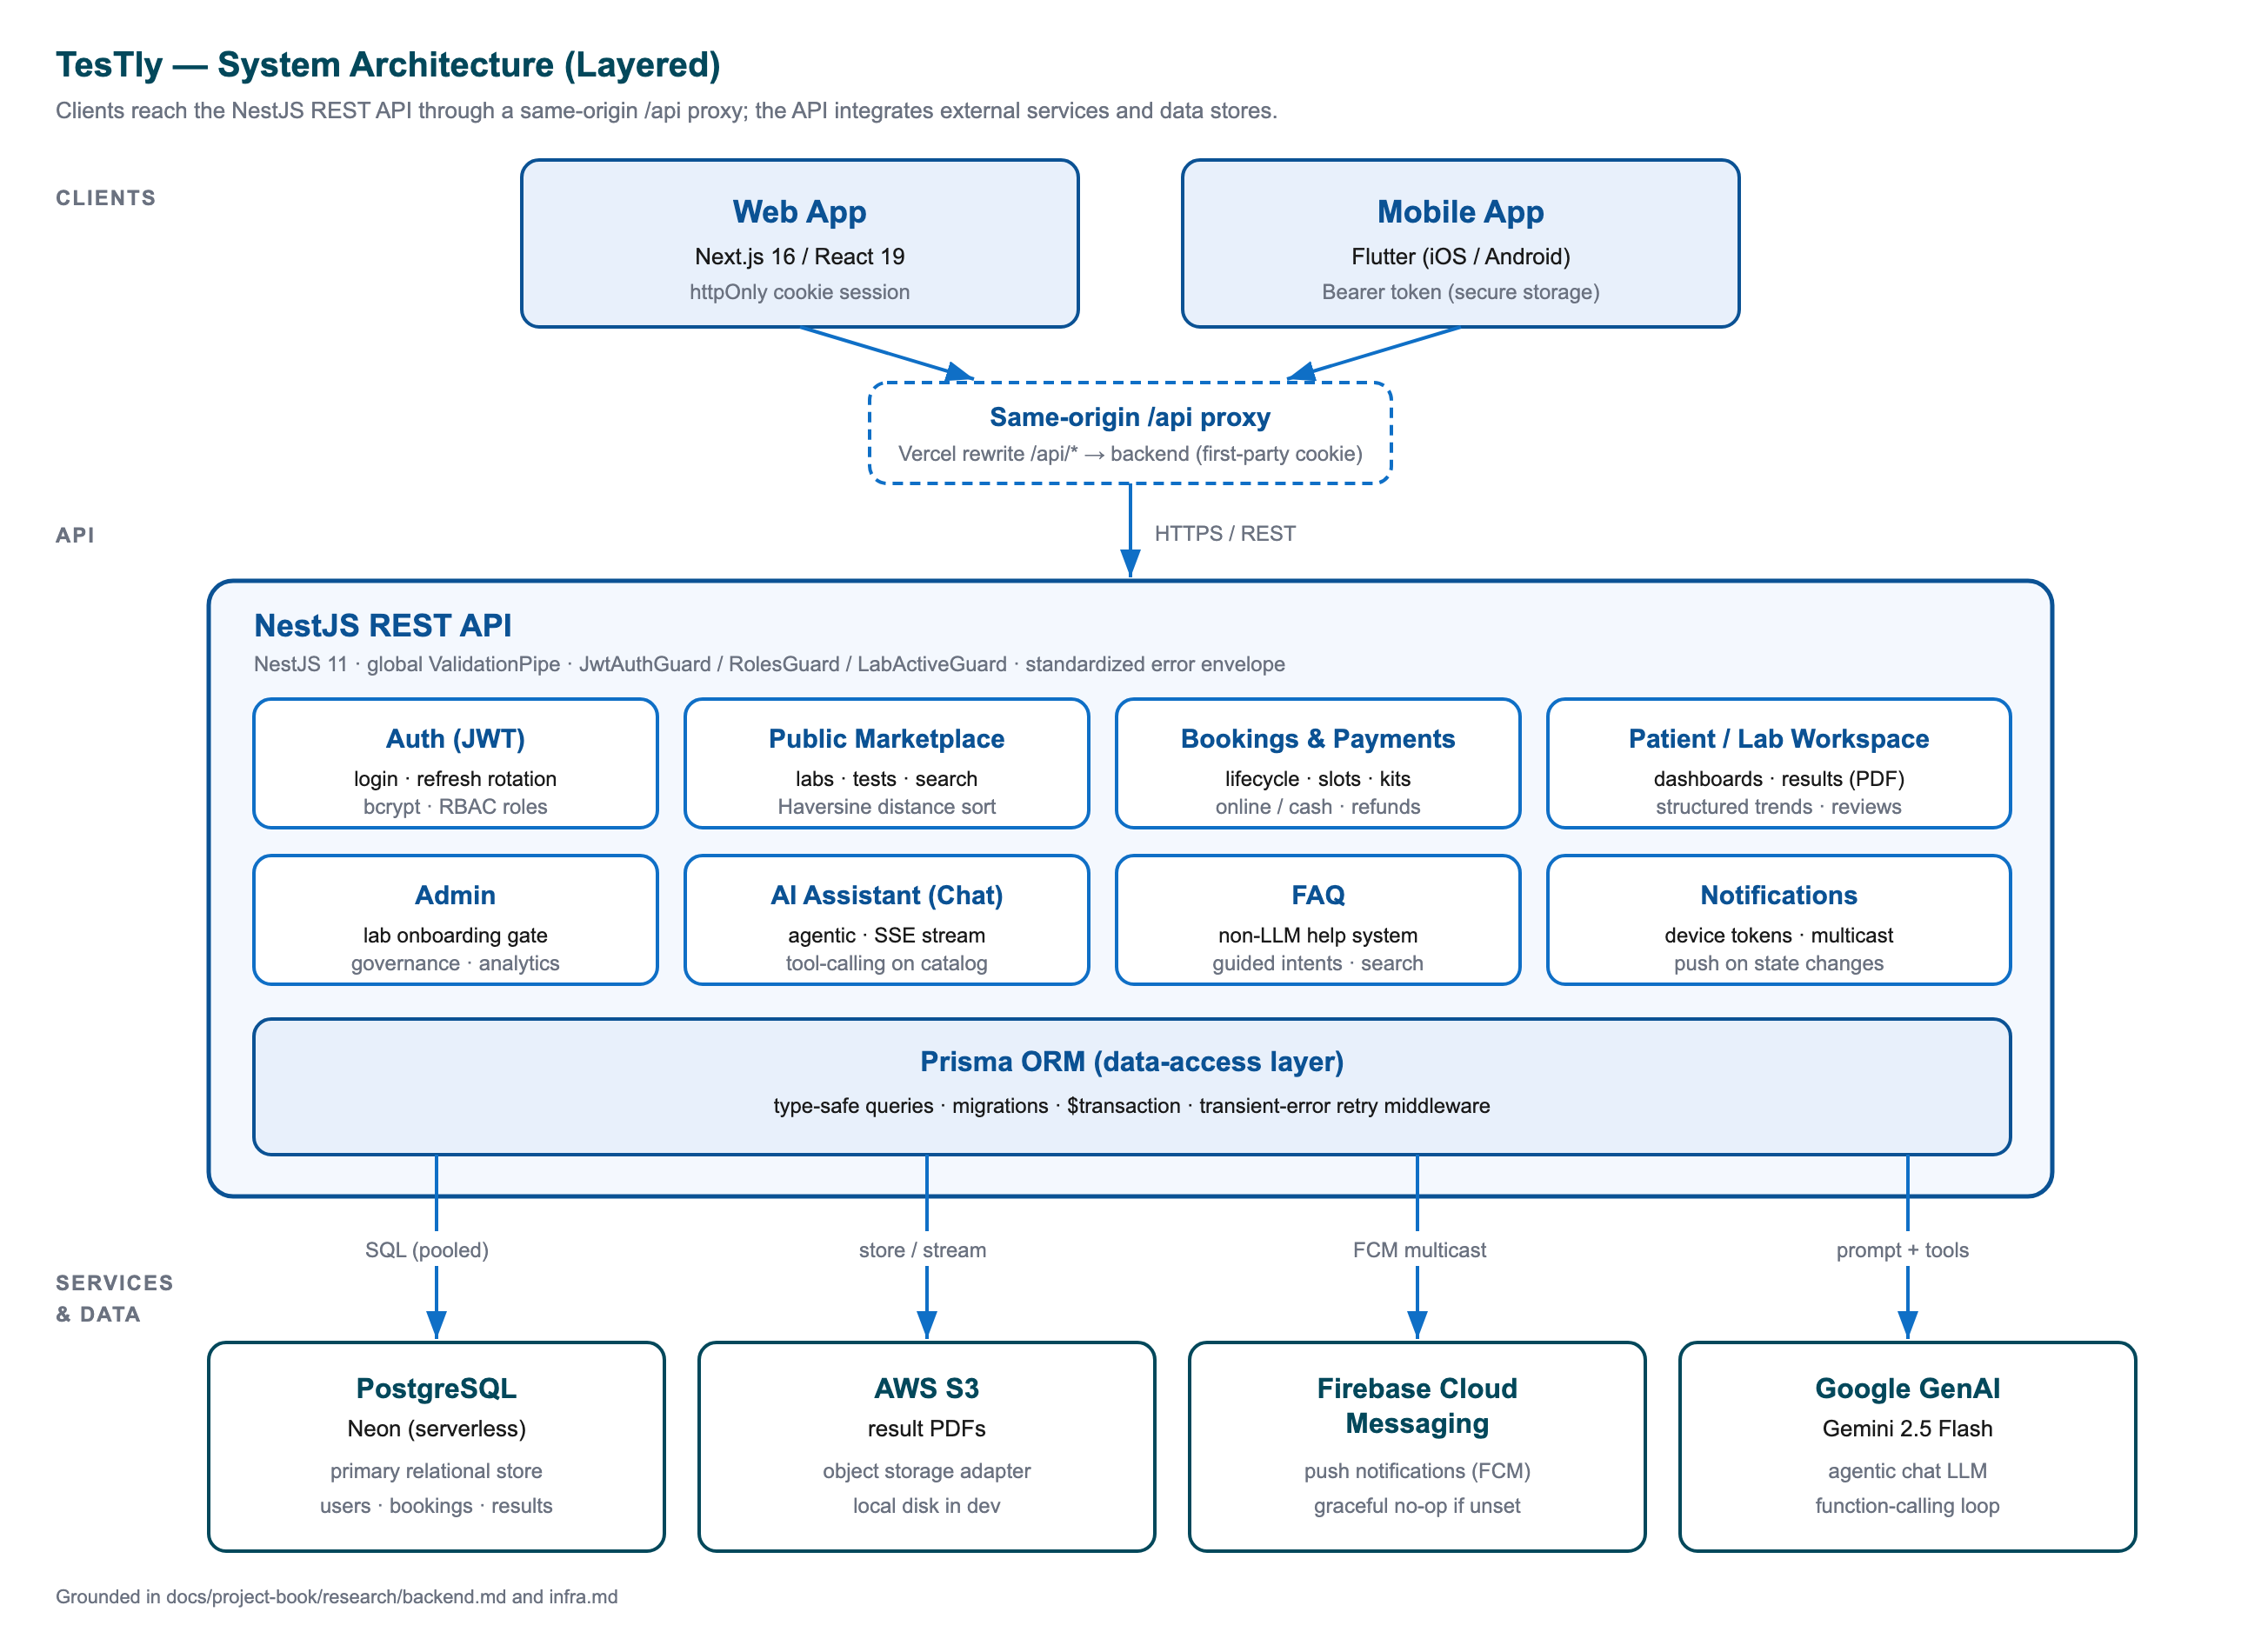 TesTly — System Architecture (Layered)
Clients reach the NestJS REST API through a same-origin /api proxy; the API integrates external services and data stores.
CLIENTS
Web App
Next.js 16 / React 19
httpOnly cookie session
Mobile App
Flutter (iOS / Android)
Bearer token (secure storage)
Same-origin /api proxy
Vercel rewrite /api/* → backend (first-party cookie)
API
HTTPS / REST
NestJS REST API
NestJS 11 · global ValidationPipe · JwtAuthGuard / RolesGuard / LabActiveGuard · standardized error envelope
Auth (JWT)
login · refresh rotation
bcrypt · RBAC roles
Public Marketplace
labs · tests · search
Haversine distance sort
Bookings & Payments
lifecycle · slots · kits
online / cash · refunds
Patient / Lab Workspace
dashboards · results (PDF)
structured trends · reviews
Admin
lab onboarding gate
governance · analytics
AI Assistant (Chat)
agentic · SSE stream
tool-calling on catalog
FAQ
non-LLM help system
guided intents · search
Notifications
device tokens · multicast
push on state changes
Prisma ORM (data-access layer)
type-safe queries · migrations · $transaction · transient-error retry middleware
SQL (pooled)
store / stream
FCM multicast
prompt + tools
SERVICES
& DATA
PostgreSQL
Neon (serverless)
primary relational store
users · bookings · results
AWS S3
result PDFs
object storage adapter
local disk in dev
Firebase Cloud
Messaging
push notifications (FCM)
graceful no-op if unset
Google GenAI
Gemini 2.5 Flash
agentic chat LLM
function-calling loop
Grounded in docs/project-book/research/backend.md and infra.md